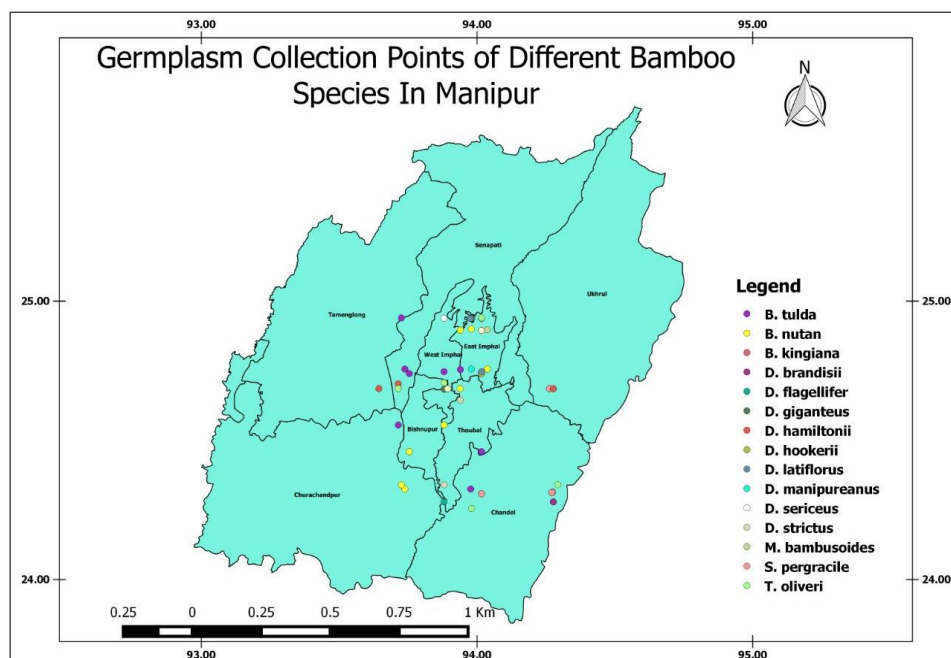 93.00
94.00
95.00
Germplasm Collection Points of Different Bamboo
Species In Manipur
N
Senapati
Ukhrul
Tamenglong
25.00
25.00
Legend
B. tulda
B. nutan
B. kingiana
D. brandisii
D. flagellifer
D. giganteus
D. hamiltonii
D. hookerii
D. latiflorus
D. manipureanus
D. sericeus
D. strictus
M. bambusoides
S. pergracile
T. oliveri
West Imphal
East Imphal
Bishnupur
Thoubal
Churachandpur
Chandel
24.00
24.00
0.25
0
0.25
0.5
0.75
1 Km
93.00
94.00
95.00